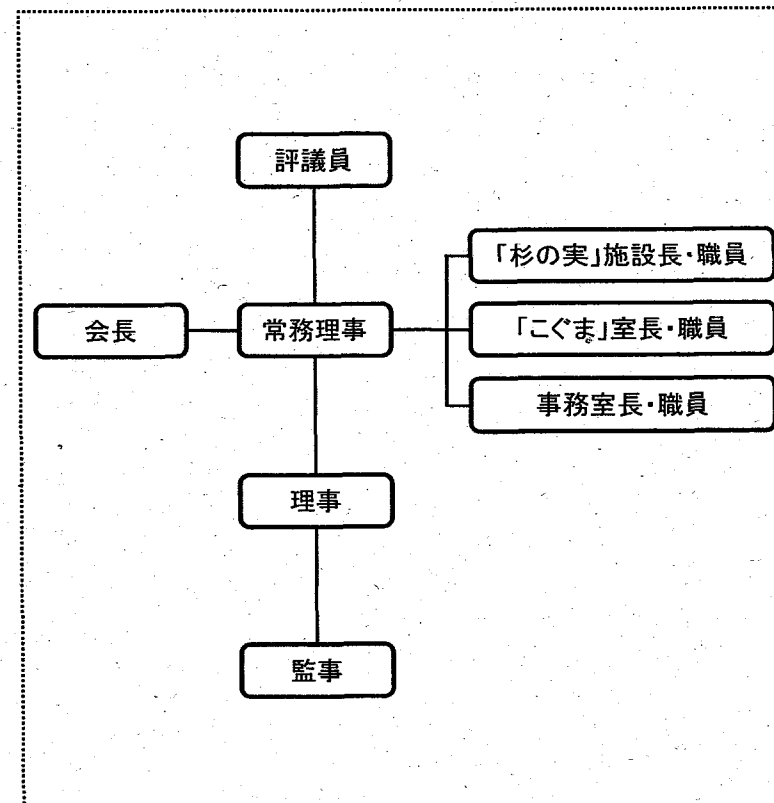 評議員
会長
常務理事
「杉の実」施設長・職員
「こぐま」室長・職員
事務室長・職員
理事
監事